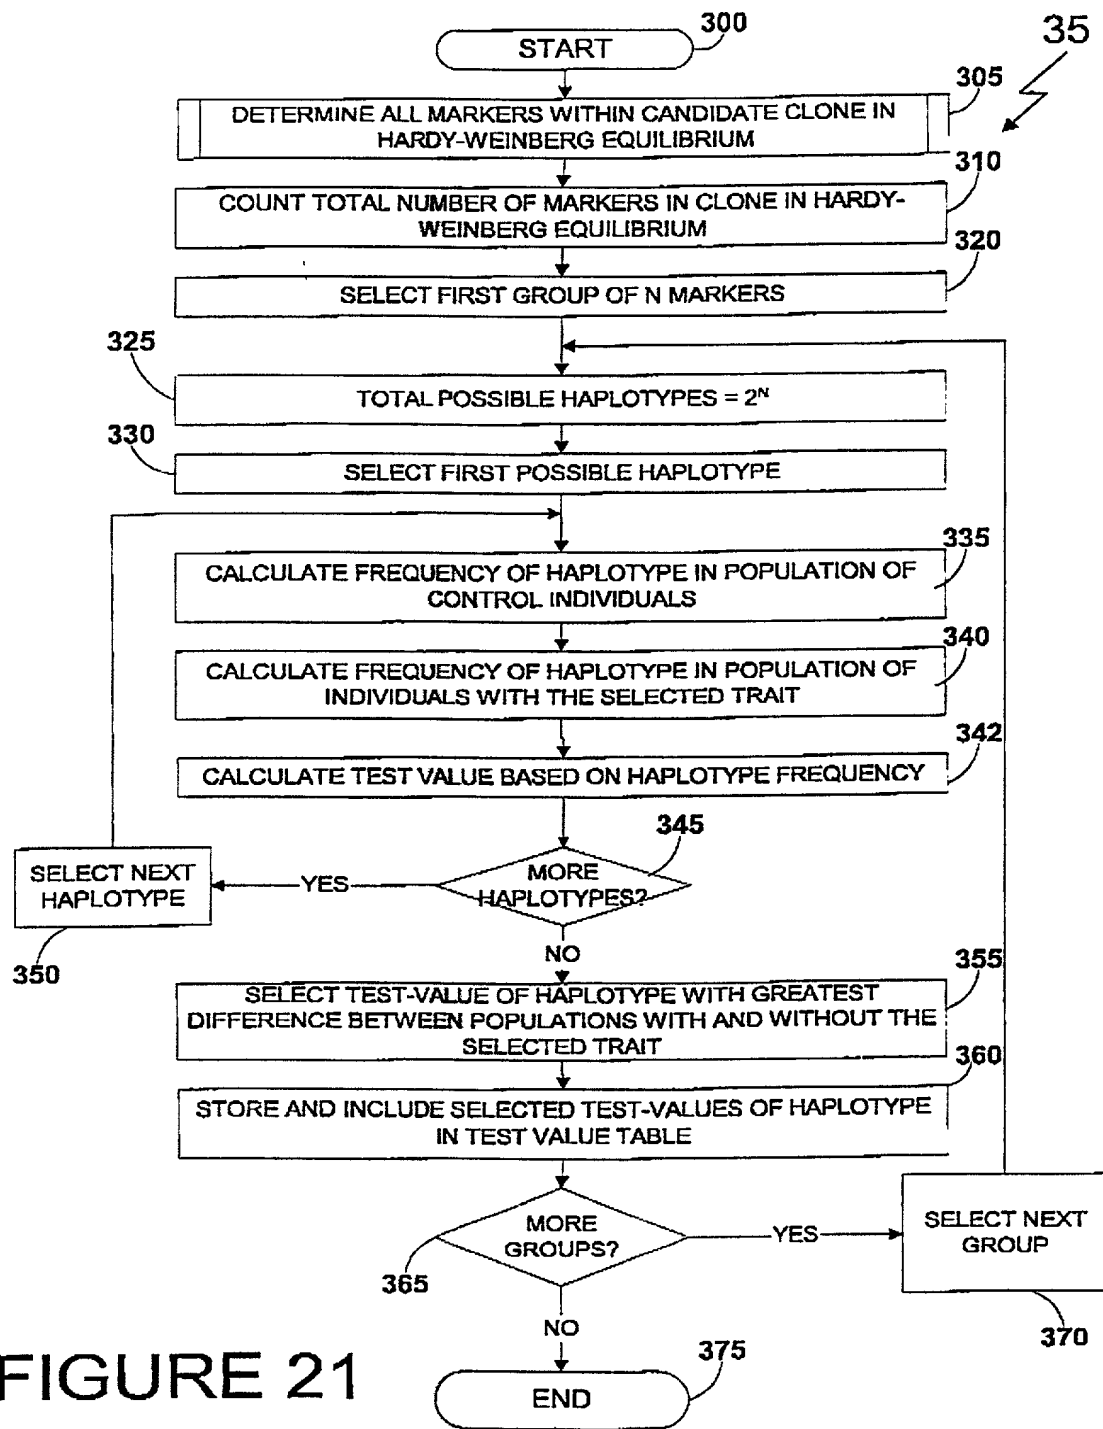 300
START
35
305
DETERMINE ALL MARKERS WITHIN CANDIDATE CLONE IN
HARDY-WEINBERG EQUILIBRIUM
310
COUNT TOTAL NUMBER OF MARKERS IN CLONE IN HARDY-
WEINBERG EQUILIBRIUM
320
SELECT FIRST GROUP OF N MARKERS
325
TOTAL POSSIBLE HAPLOTYPES = 2ᴺ
330
SELECT FIRST POSSIBLE HAPLOTYPE
335
CALCULATE FREQUENCY OF HAPLOTYPE IN POPULATION OF
CONTROL INDIVIDUALS
340
CALCULATE FREQUENCY OF HAPLOTYPE IN POPULATION OF
INDIVIDUALS WITH THE SELECTED TRAIT
342
CALCULATE TEST VALUE BASED ON HAPLOTYPE FREQUENCY
345
MORE
HAPLOTYPES?
YES
SELECT NEXT
HAPLOTYPE
350
NO
355
SELECT TEST-VALUE OF HAPLOTYPE WITH GREATEST
DIFFERENCE BETWEEN POPULATIONS WITH AND WITHOUT THE
SELECTED TRAIT
360
STORE AND INCLUDE SELECTED TEST-VALUES OF HAPLOTYPE
IN TEST VALUE TABLE
MORE
GROUPS?
365
YES
SELECT NEXT
GROUP
370
NO
375
END
FIGURE 21